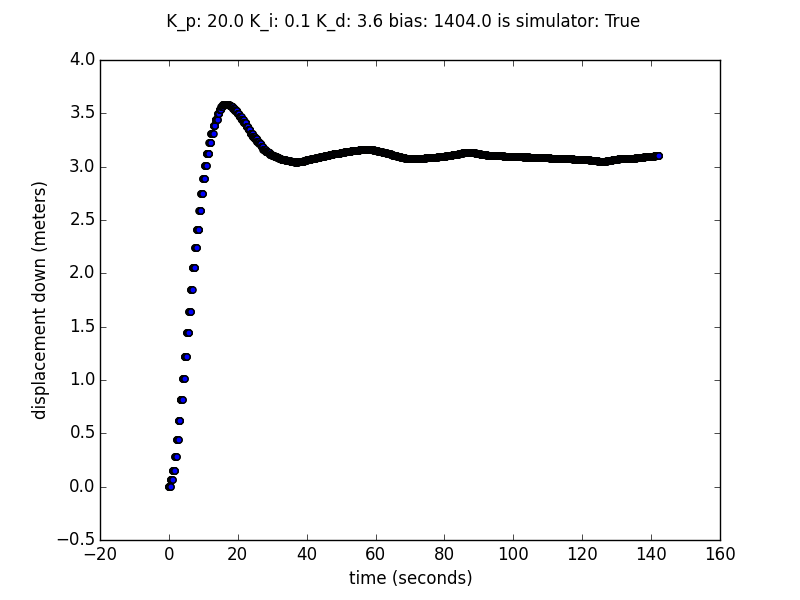 K_p: 20.0 K_i: 0.1 K_d: 3.6 bias: 1404.0 is simulator: True
4.0
3.5
3.0
2.5
2.0
1.5
1.0
0.5
0.0
−0.5
displacement down (meters)
−20 0 20 40 60 80 100 120 140 160
time (seconds)